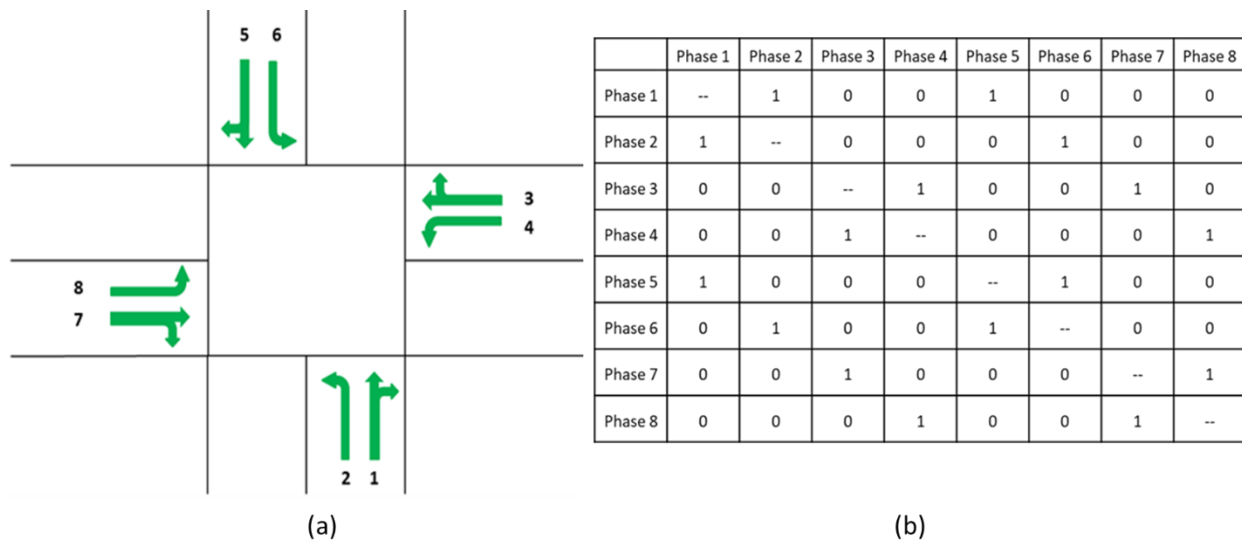 5 6
3
4
8
7
2 1
(a)
Phase 1 Phase 2 Phase 3 Phase 4 Phase 5 Phase 6 Phase 7 Phase 8
Phase 1 -- 1 0 0 1 0 0 0
Phase 2 1 -- 0 0 0 1 0 0
Phase 3 0 0 -- 1 0 0 1 0
Phase 4 0 0 1 -- 0 0 0 1
Phase 5 1 0 0 0 -- 1 0 0
Phase 6 0 1 0 0 1 -- 0 0
Phase 7 0 0 1 0 0 0 -- 1
Phase 8 0 0 0 1 0 0 1 --
(b)